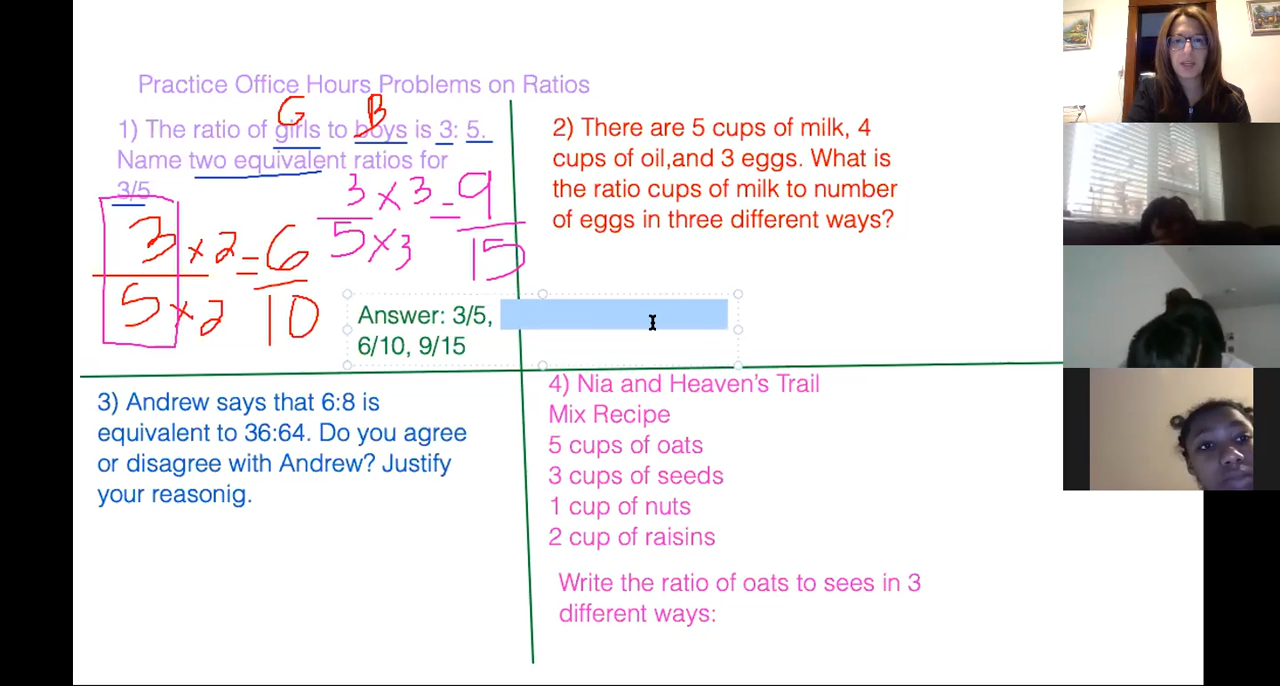 Practice Office Hours Problems on Ratios
G B
1) The ratio of girls to boys is 3: 5.
Name two equivalent ratios for
3/5
3 × 2 = 6
5 × 2 10
3 × 3 = 9
5 × 3 15
Answer: 3/5,
6/10, 9/15
2) There are 5 cups of milk, 4
cups of oil,and 3 eggs. What is
the ratio cups of milk to number
of eggs in three different ways?
3) Andrew says that 6:8 is
equivalent to 36:64. Do you agree
or disagree with Andrew? Justify
your reasonig.
4) Nia and Heaven's Trail
Mix Recipe
5 cups of oats
3 cups of seeds
1 cup of nuts
2 cup of raisins
Write the ratio of oats to sees in 3
different ways: